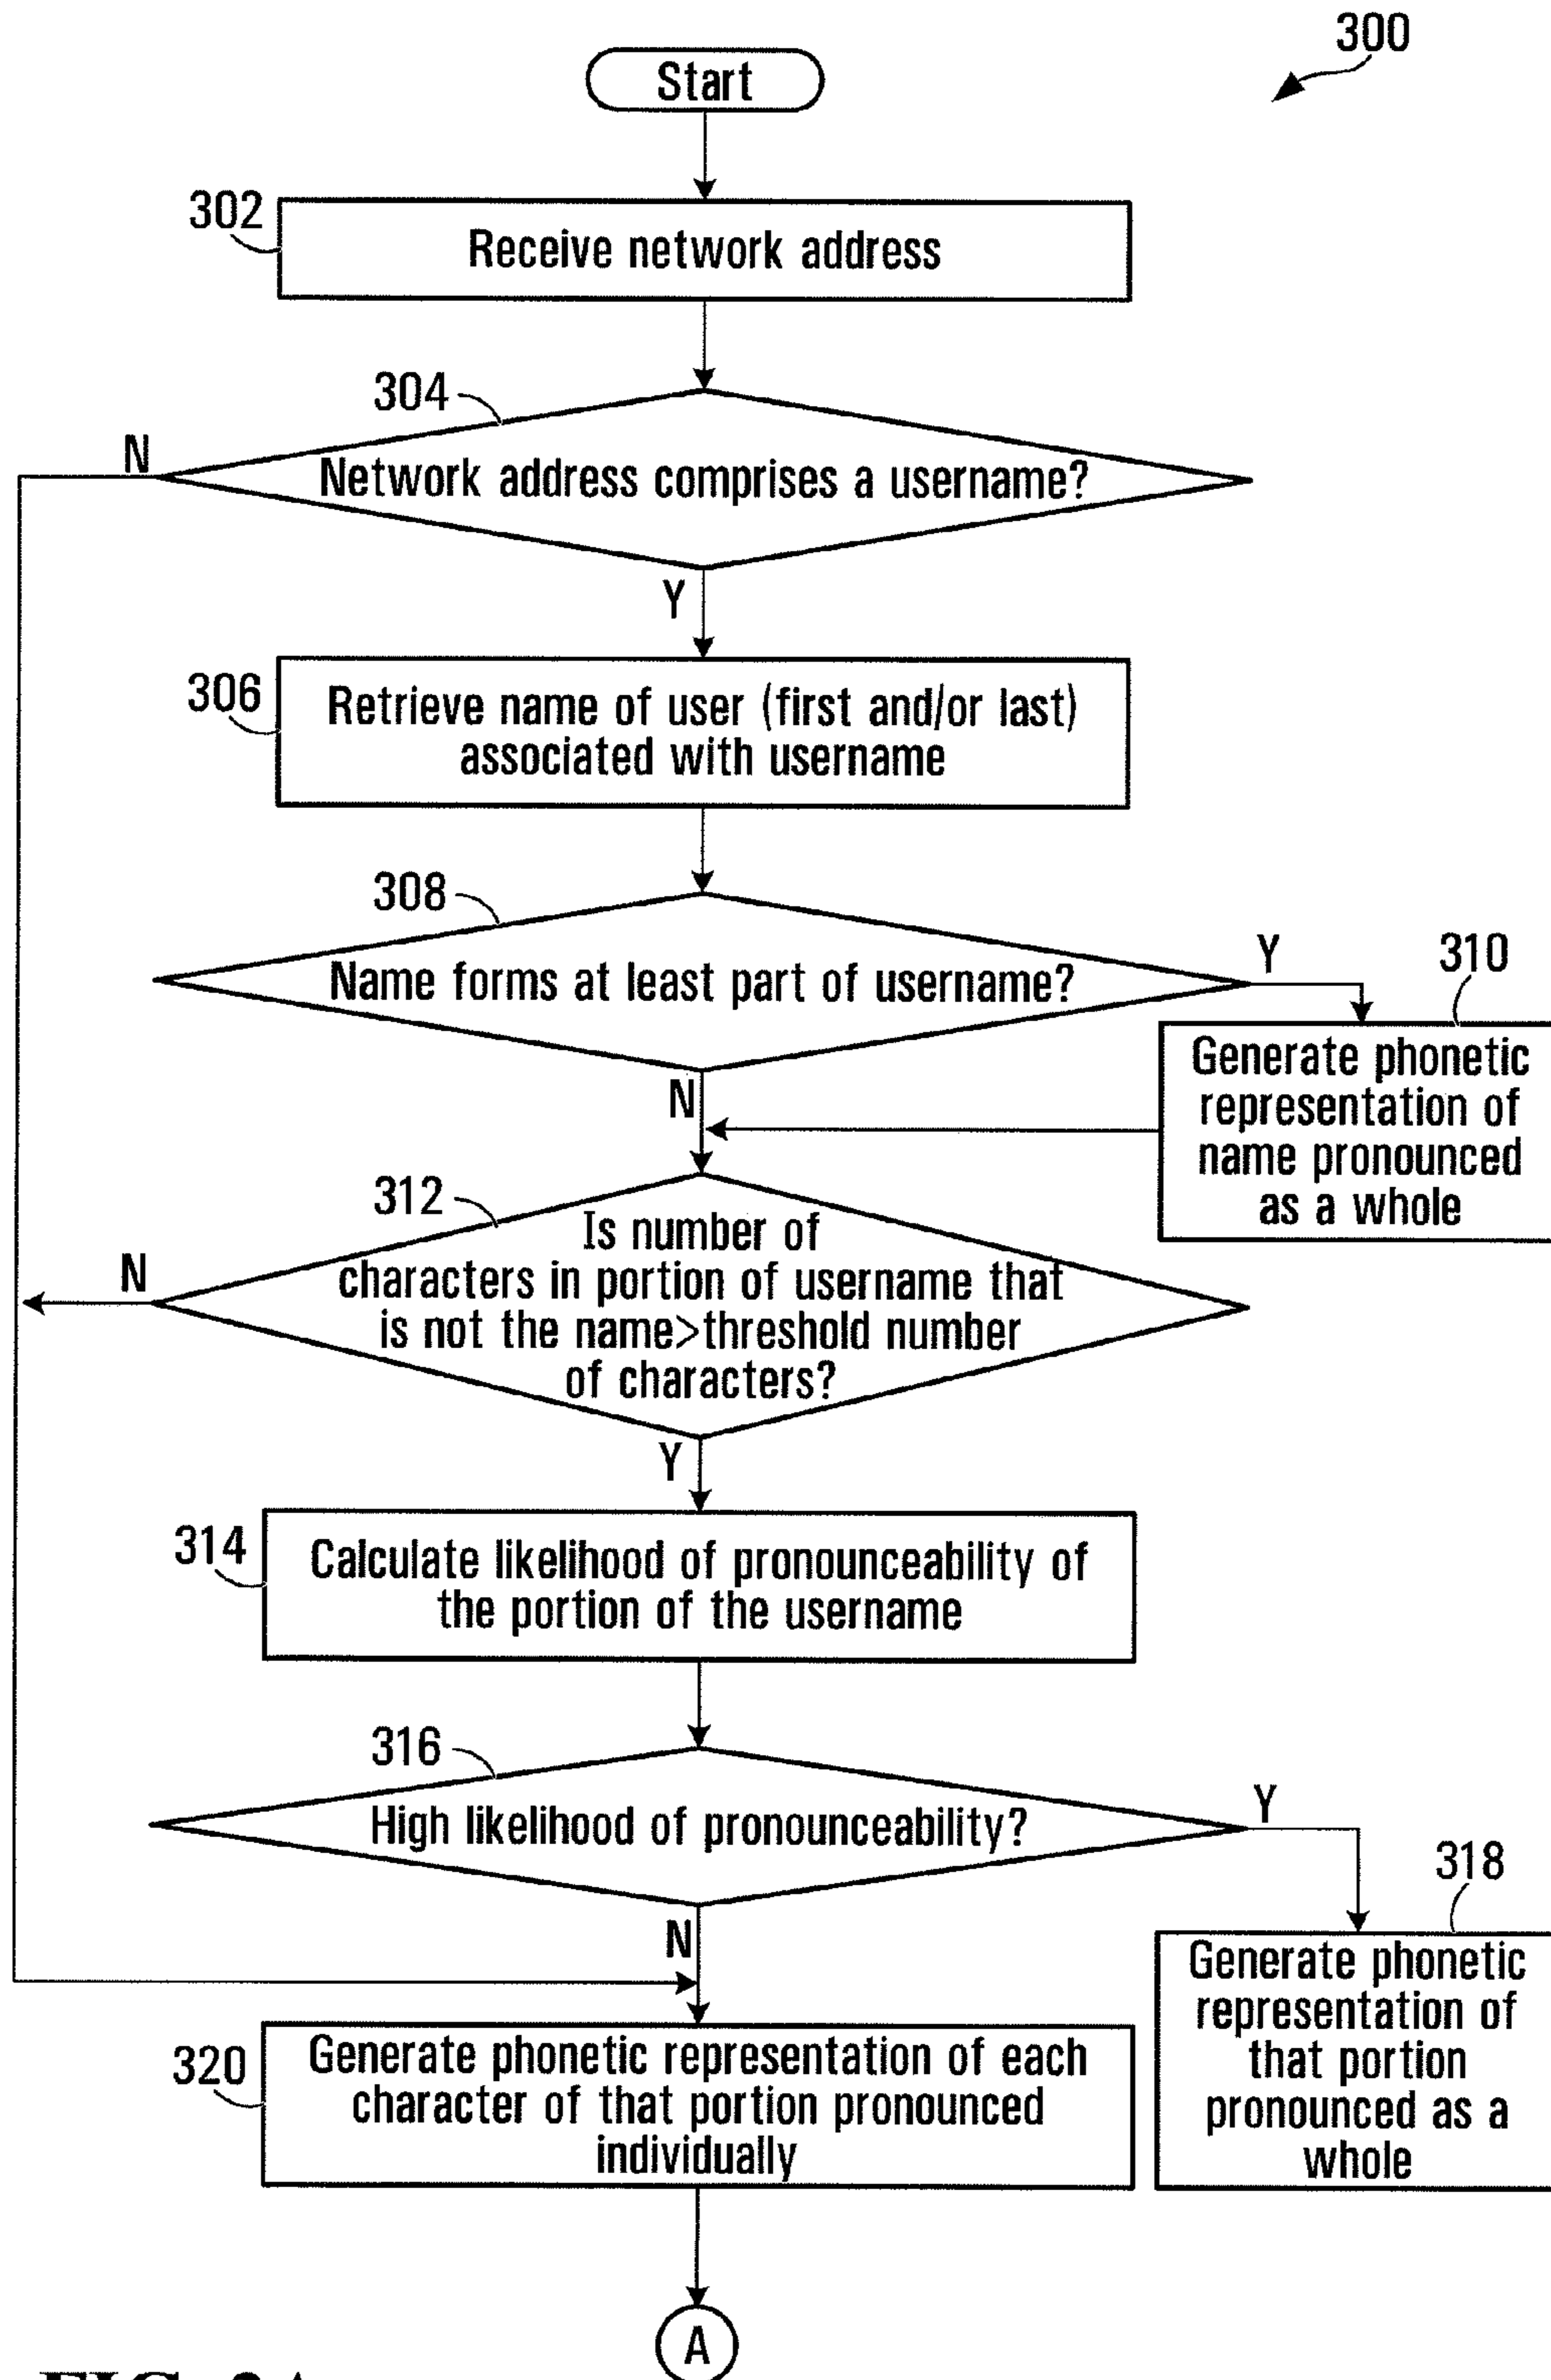 300
Start
302
Receive network address
304
N
Network address comprises a username?
Y
306
Retrieve name of user (first and/or last)
associated with username
308
Name forms at least part of username?
Y
310
Generate phonetic
representation of
name pronounced
as a whole
N
312
Is number of
characters in portion of username that
is not the name>threshold number
of characters?
N
Y
314
Calculate likelihood of pronounceability of
the portion of the username
316
High likelihood of pronounceability?
Y
318
Generate phonetic
representation of
that portion
pronounced as a
whole
N
320
Generate phonetic representation of each
character of that portion pronounced
individually
A